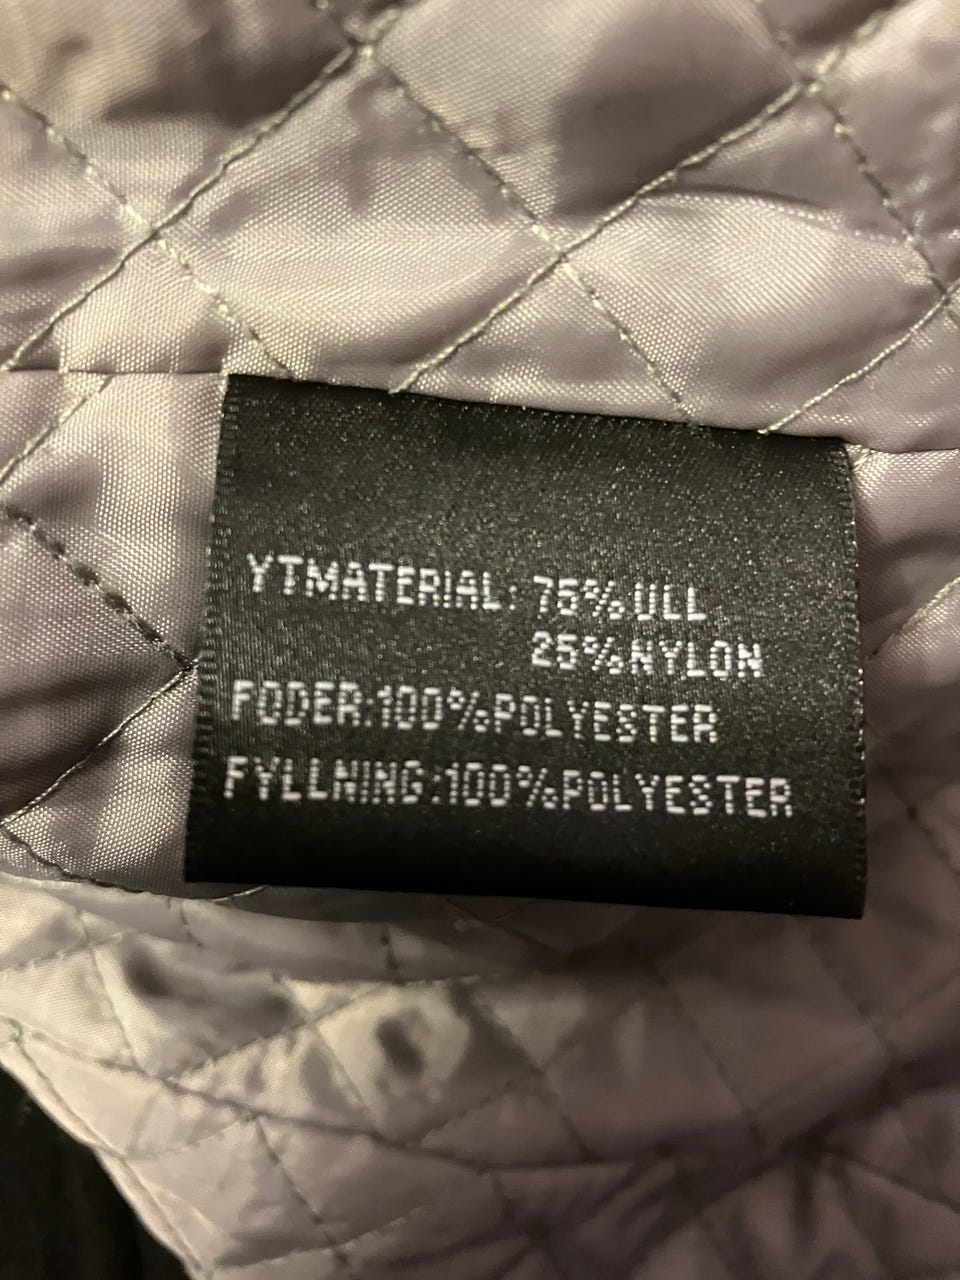 YTMATERIAL: 75% ULL
25% NYLON
FODER: 100% POLYESTER
FYLLNING: 100% POLYESTER